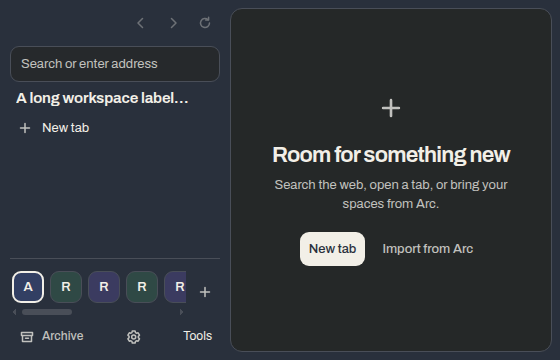 Search or enter address
A long workspace label...
New tab
A R R R R
Archive
Tools
Room for something new
Search the web, open a tab, or bring your
spaces from Arc.
New tab
Import from Arc